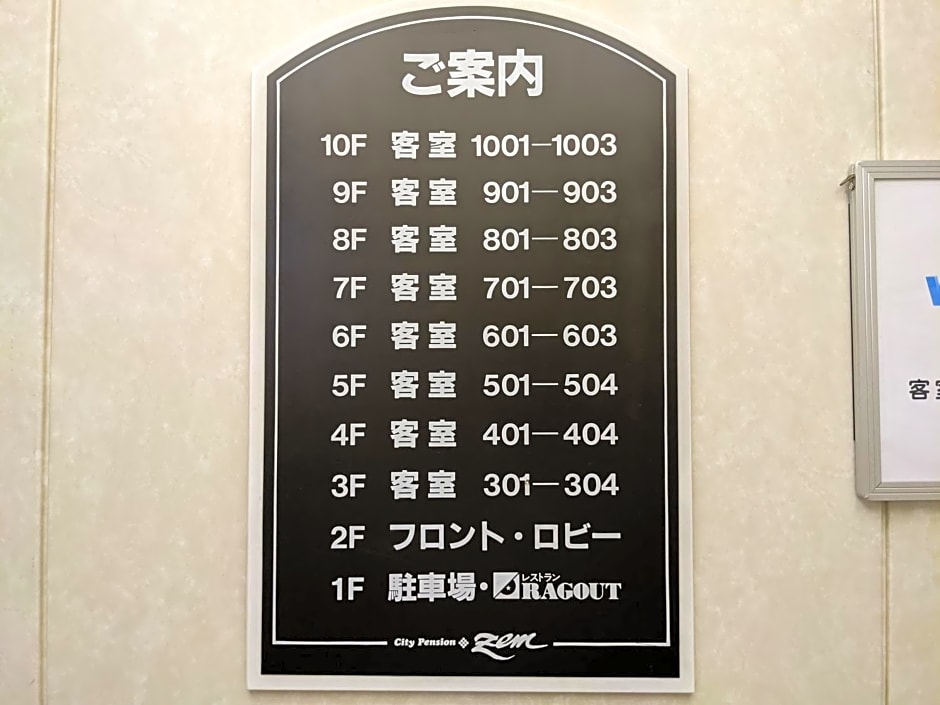 ご案内
10F 客室 1001―1003
9F 客室 901―903
8F 客室 801―803
7F 客室 701―703
6F 客室 601―603
5F 客室 501―504
4F 客室 401―404
3F 客室 301―304
2F フロント・ロビー
1F 駐車場・レストラン RAGOUT
City Pension Zem
客室